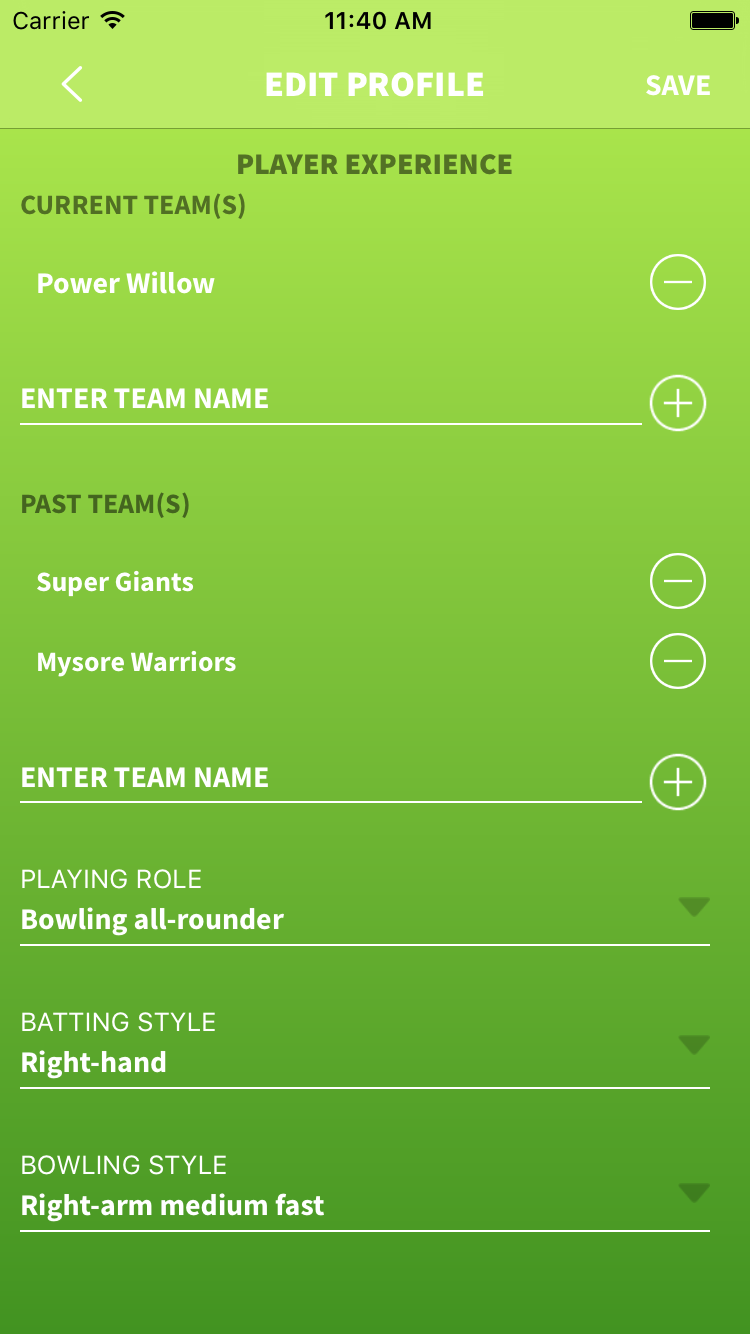 Carrier 11:40 AM
EDIT PROFILE SAVE
PLAYER EXPERIENCE
CURRENT TEAM(S)
Power Willow
ENTER TEAM NAME
PAST TEAM(S)
Super Giants
Mysore Warriors
ENTER TEAM NAME
PLAYING ROLE
Bowling all-rounder
BATTING STYLE
Right-hand
BOWLING STYLE
Right-arm medium fast